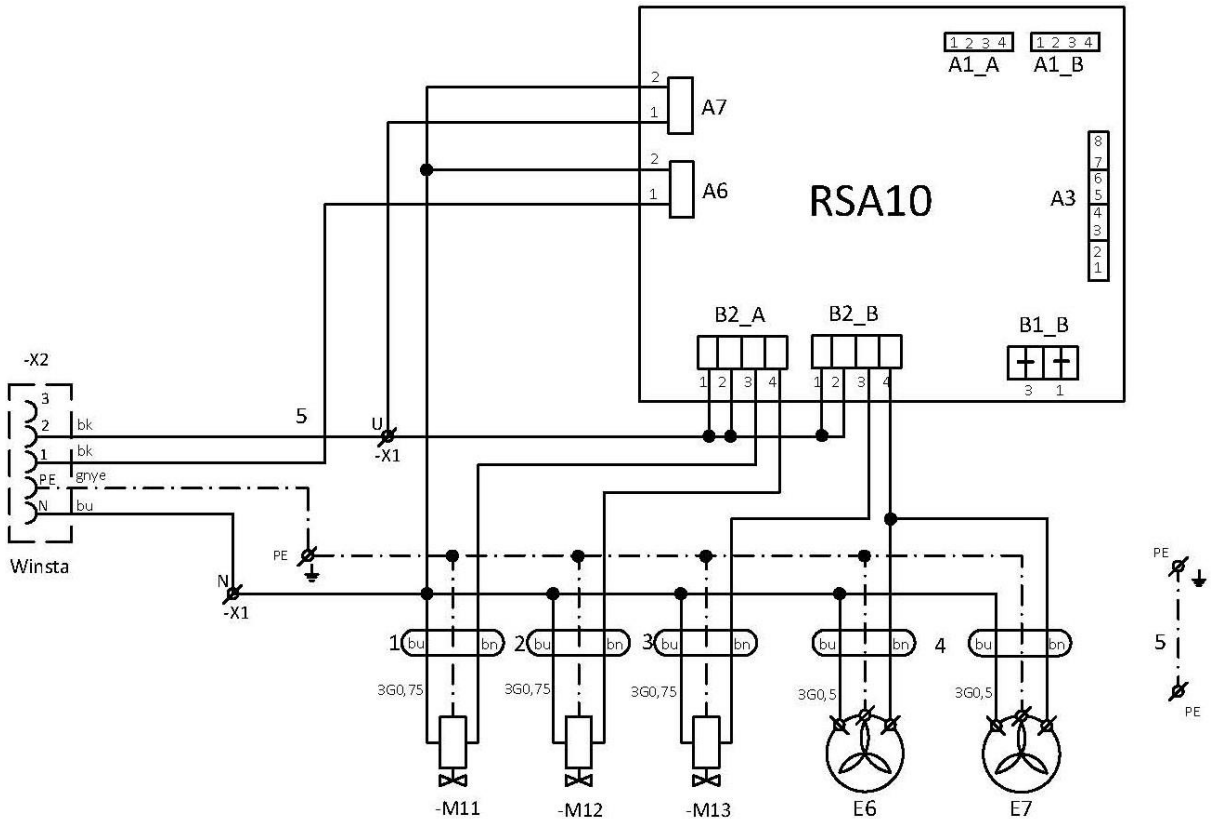 1 2 3 4
1 2 3 4
A1_A
A1_B
2
1
A7
2
1
A6
RSA10
A3
8
7
6
5
4
3
2
1
B2_A
B2_B
B1_B
1 2 3 4
1 2 3 4
3 1
-X2
3
2
bk
1
bk
PE
gnye
N
bu
Winsta
5
U
-X1
PE
N
-X1
1
bu
bn
2
bu
bn
3
bu
bn
bu
bn
4
bu
bn
3G0,75
3G0,75
3G0,75
3G0,5
3G0,5
-M11
-M12
-M13
E6
E7
PE
5
PE